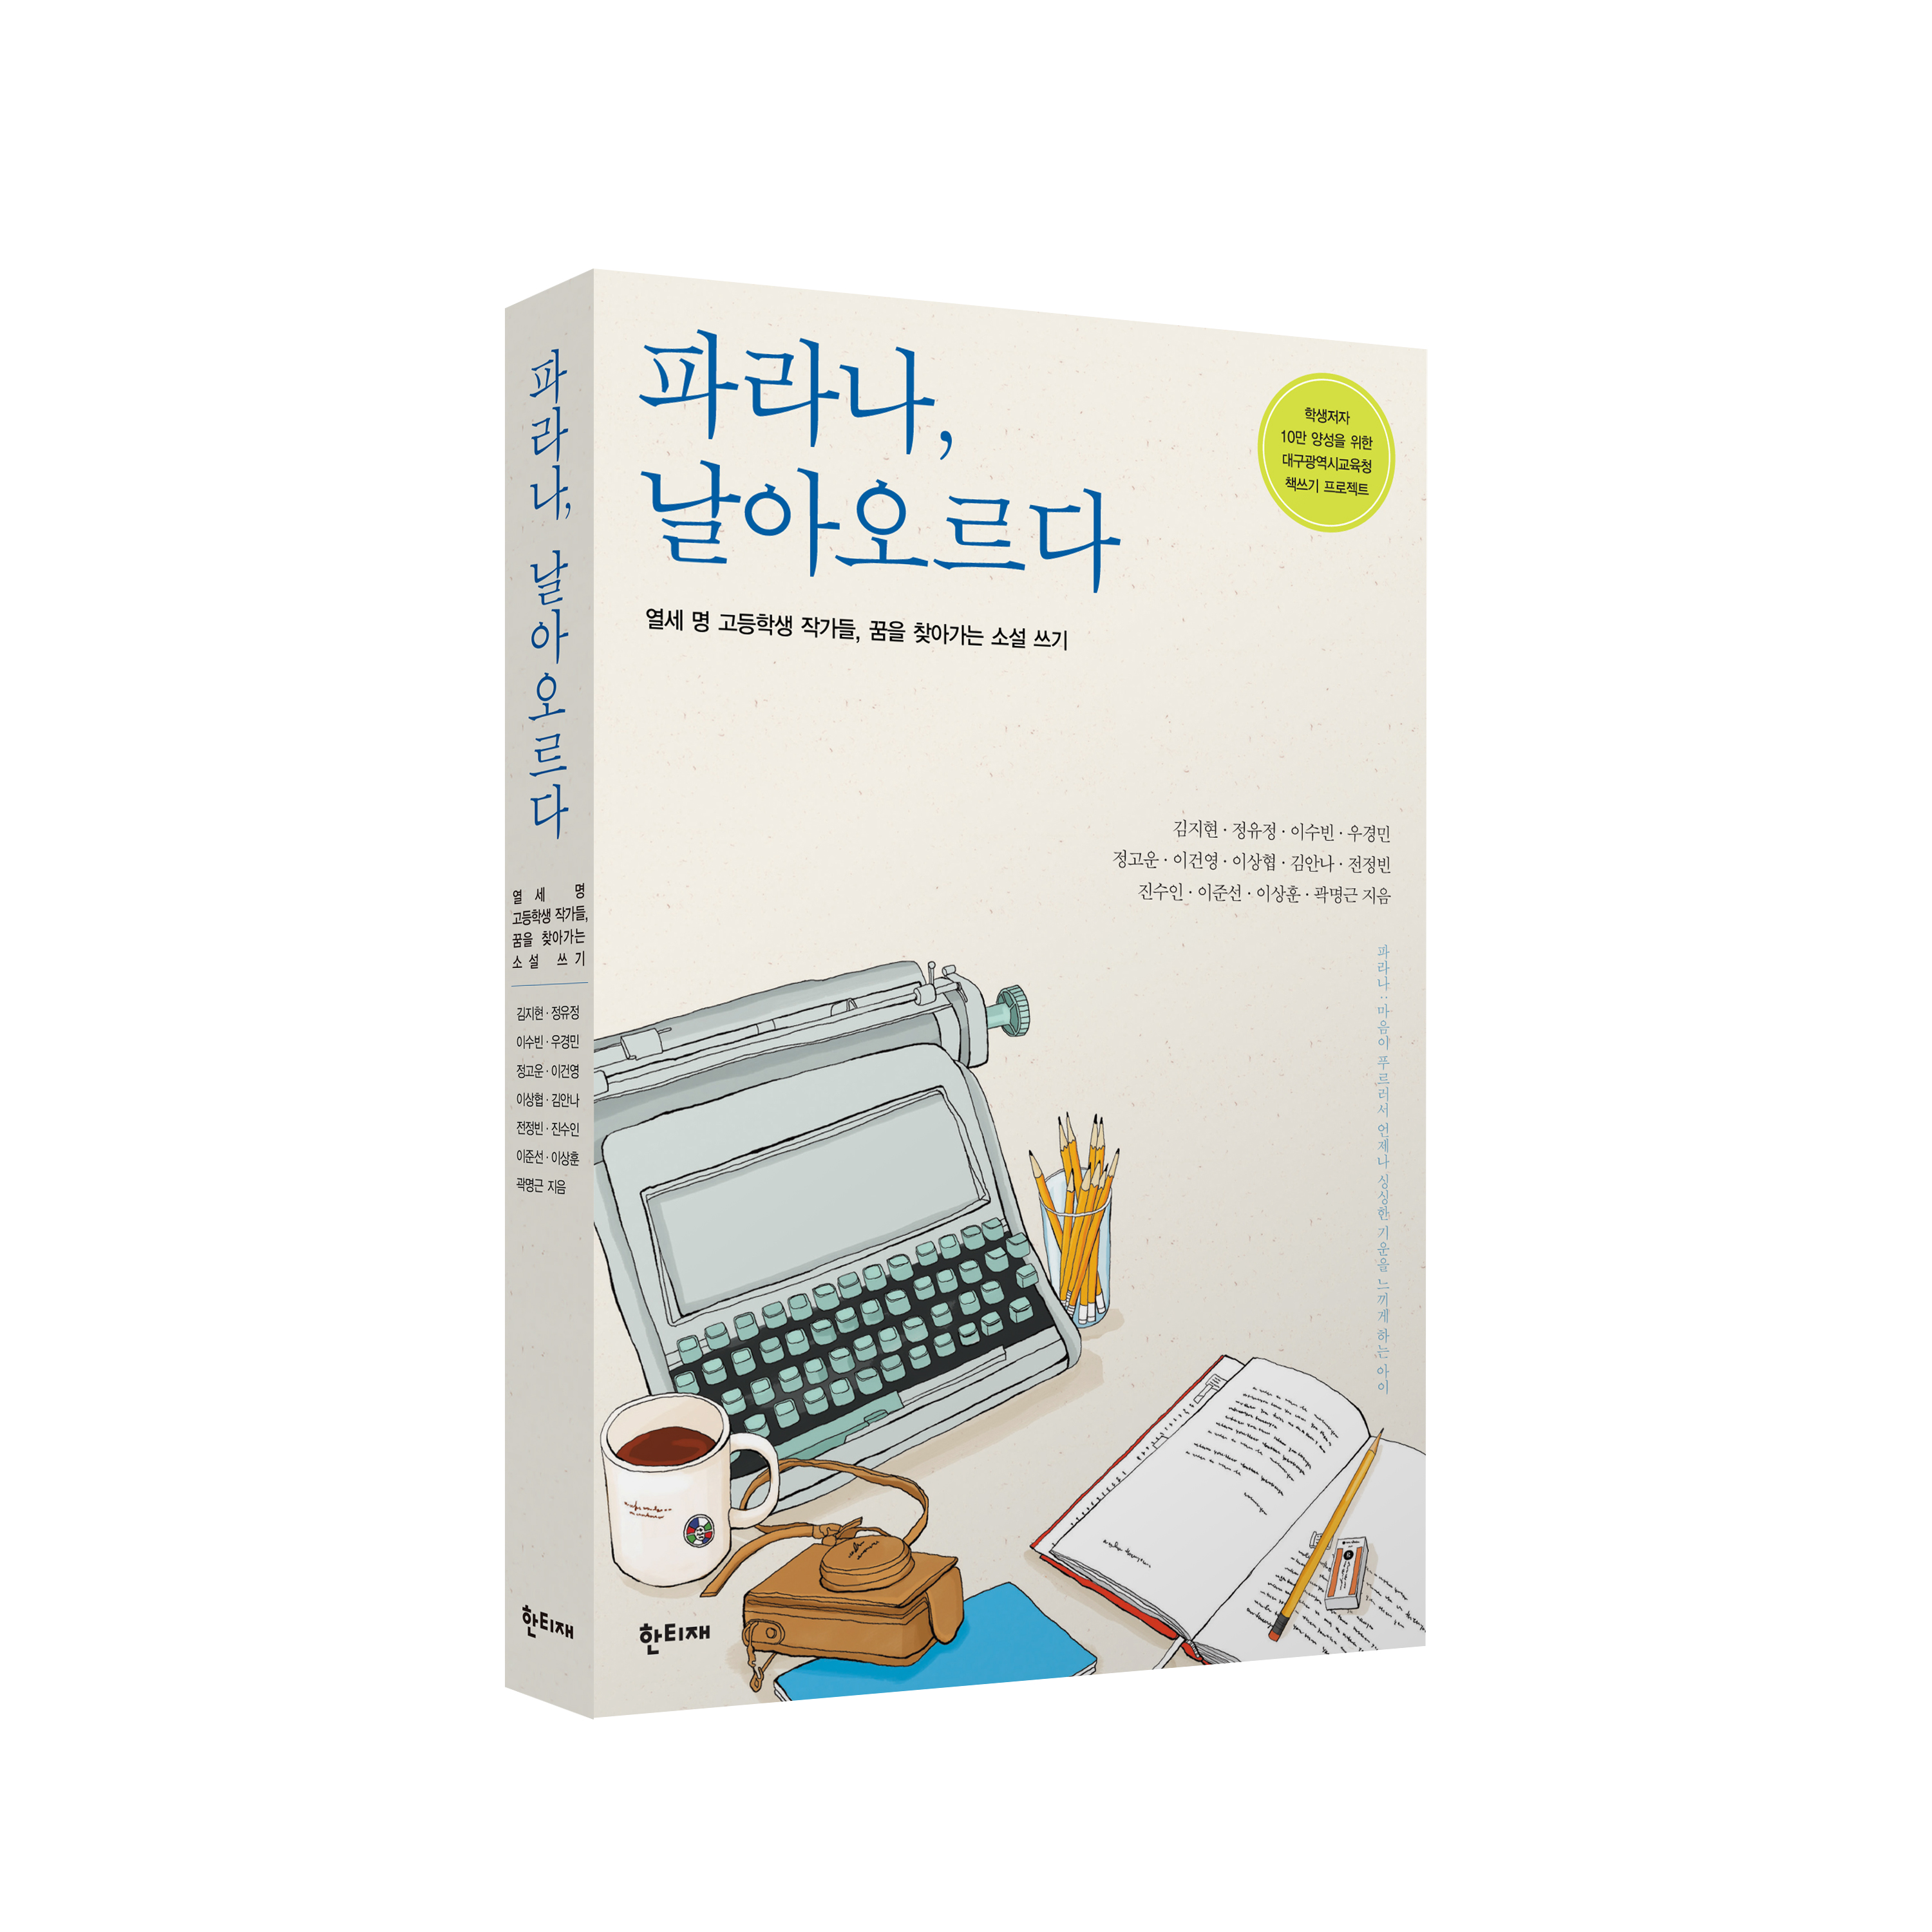 파라나,
날아오르다
열세 명 고등학생 작가들, 꿈을 찾아가는 소설 쓰기
학생저자
10만 양성을 위한
대구광역시교육청
책쓰기 프로젝트
김지현 · 정유정 · 이수빈 · 우경민
정고운 · 이건영 · 이상협 · 김안나 · 전정빈
진수인 · 이준선 · 이상훈 · 곽명근 지음
파라나 : 마음이 푸르러서 언제나 싱싱한 기운을 느끼게 하는 아이
한티재
파라나, 날아오르다
열세 명
고등학생 작가들,
꿈을 찾아가는
소설 쓰기
김지현 · 정유정
이수빈 · 우경민
정고운 · 이건영
이상협 · 김안나
전정빈 · 진수인
이준선 · 이상훈
곽명근 지음
한티재